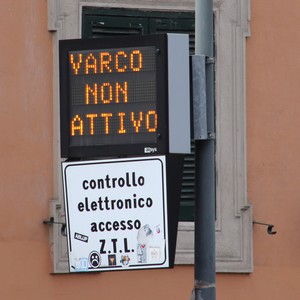 VARCO
NON
ATTIVO
controllo
elettronico
accesso
Z.T.L.